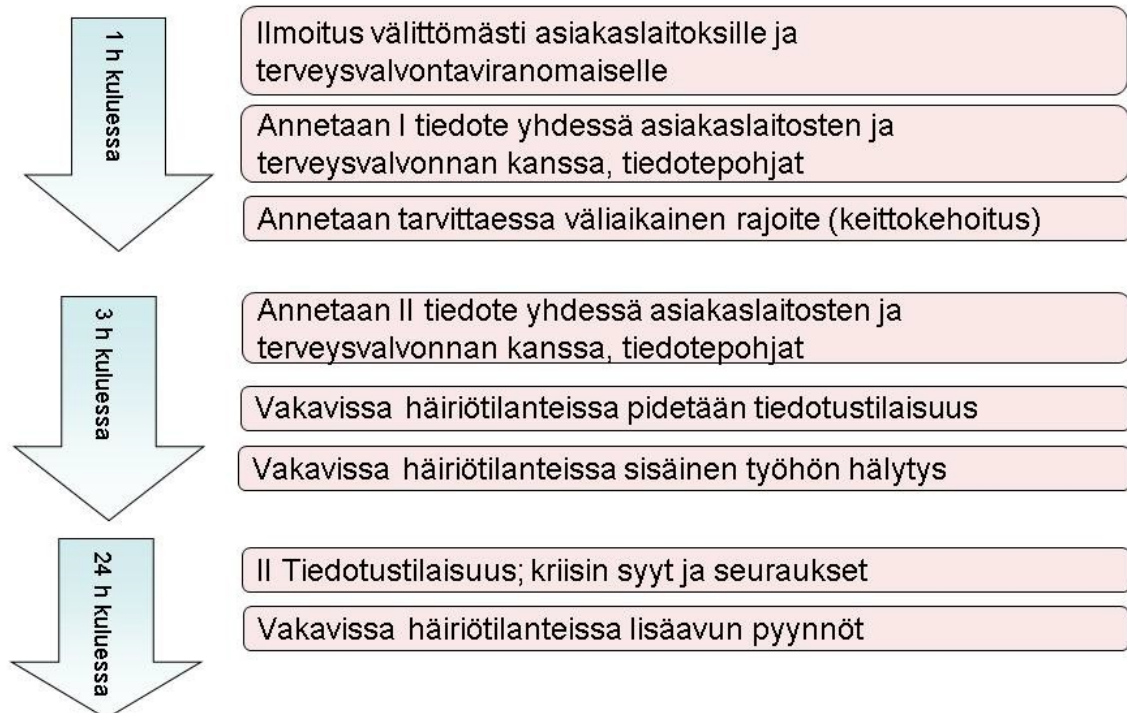 1 h kuluessa
Ilmoitus välittömästi asiakaslaitoksille ja
terveysvalvontaviranomaiselle
Annetaan I tiedote yhdessä asiakaslaitosten ja
terveysvalvonnan kanssa, tiedotepohjat
Annetaan tarvittaessa väliaikainen rajoite (keittokehoitus)
3 h kuluessa
Annetaan II tiedote yhdessä asiakaslaitosten ja
terveysvalvonnan kanssa, tiedotepohjat
Vakavissa häiriötilanteissa pidetään tiedotustilaisuus
Vakavissa häiriötilanteissa sisäinen työhön hälytys
24 h kuluessa
II Tiedotustilaisuus; kriisin syyt ja seuraukset
Vakavissa häiriötilanteissa lisäavun pyynnöt